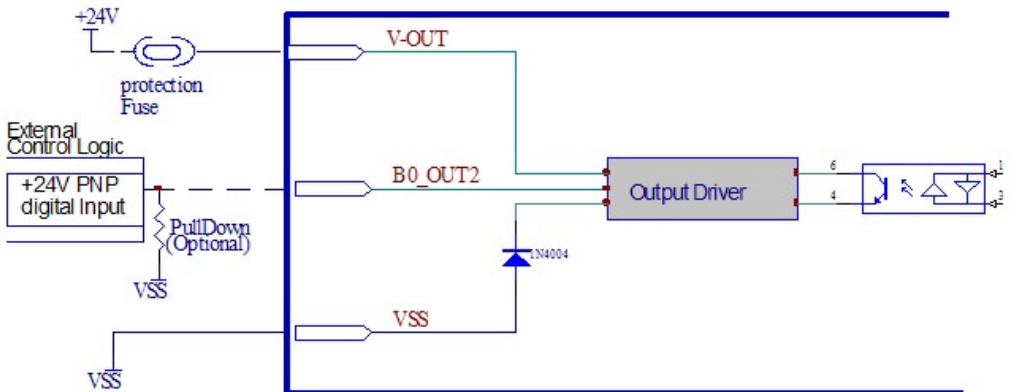 +24V
V-OUT
protection
Fuse
External
Control Logic
+24V PNP
digital Input
B0_OUT2
Output Driver
6
4
1
3
PullDown
(Optional)
VSS
1N4004
VSS
VSS